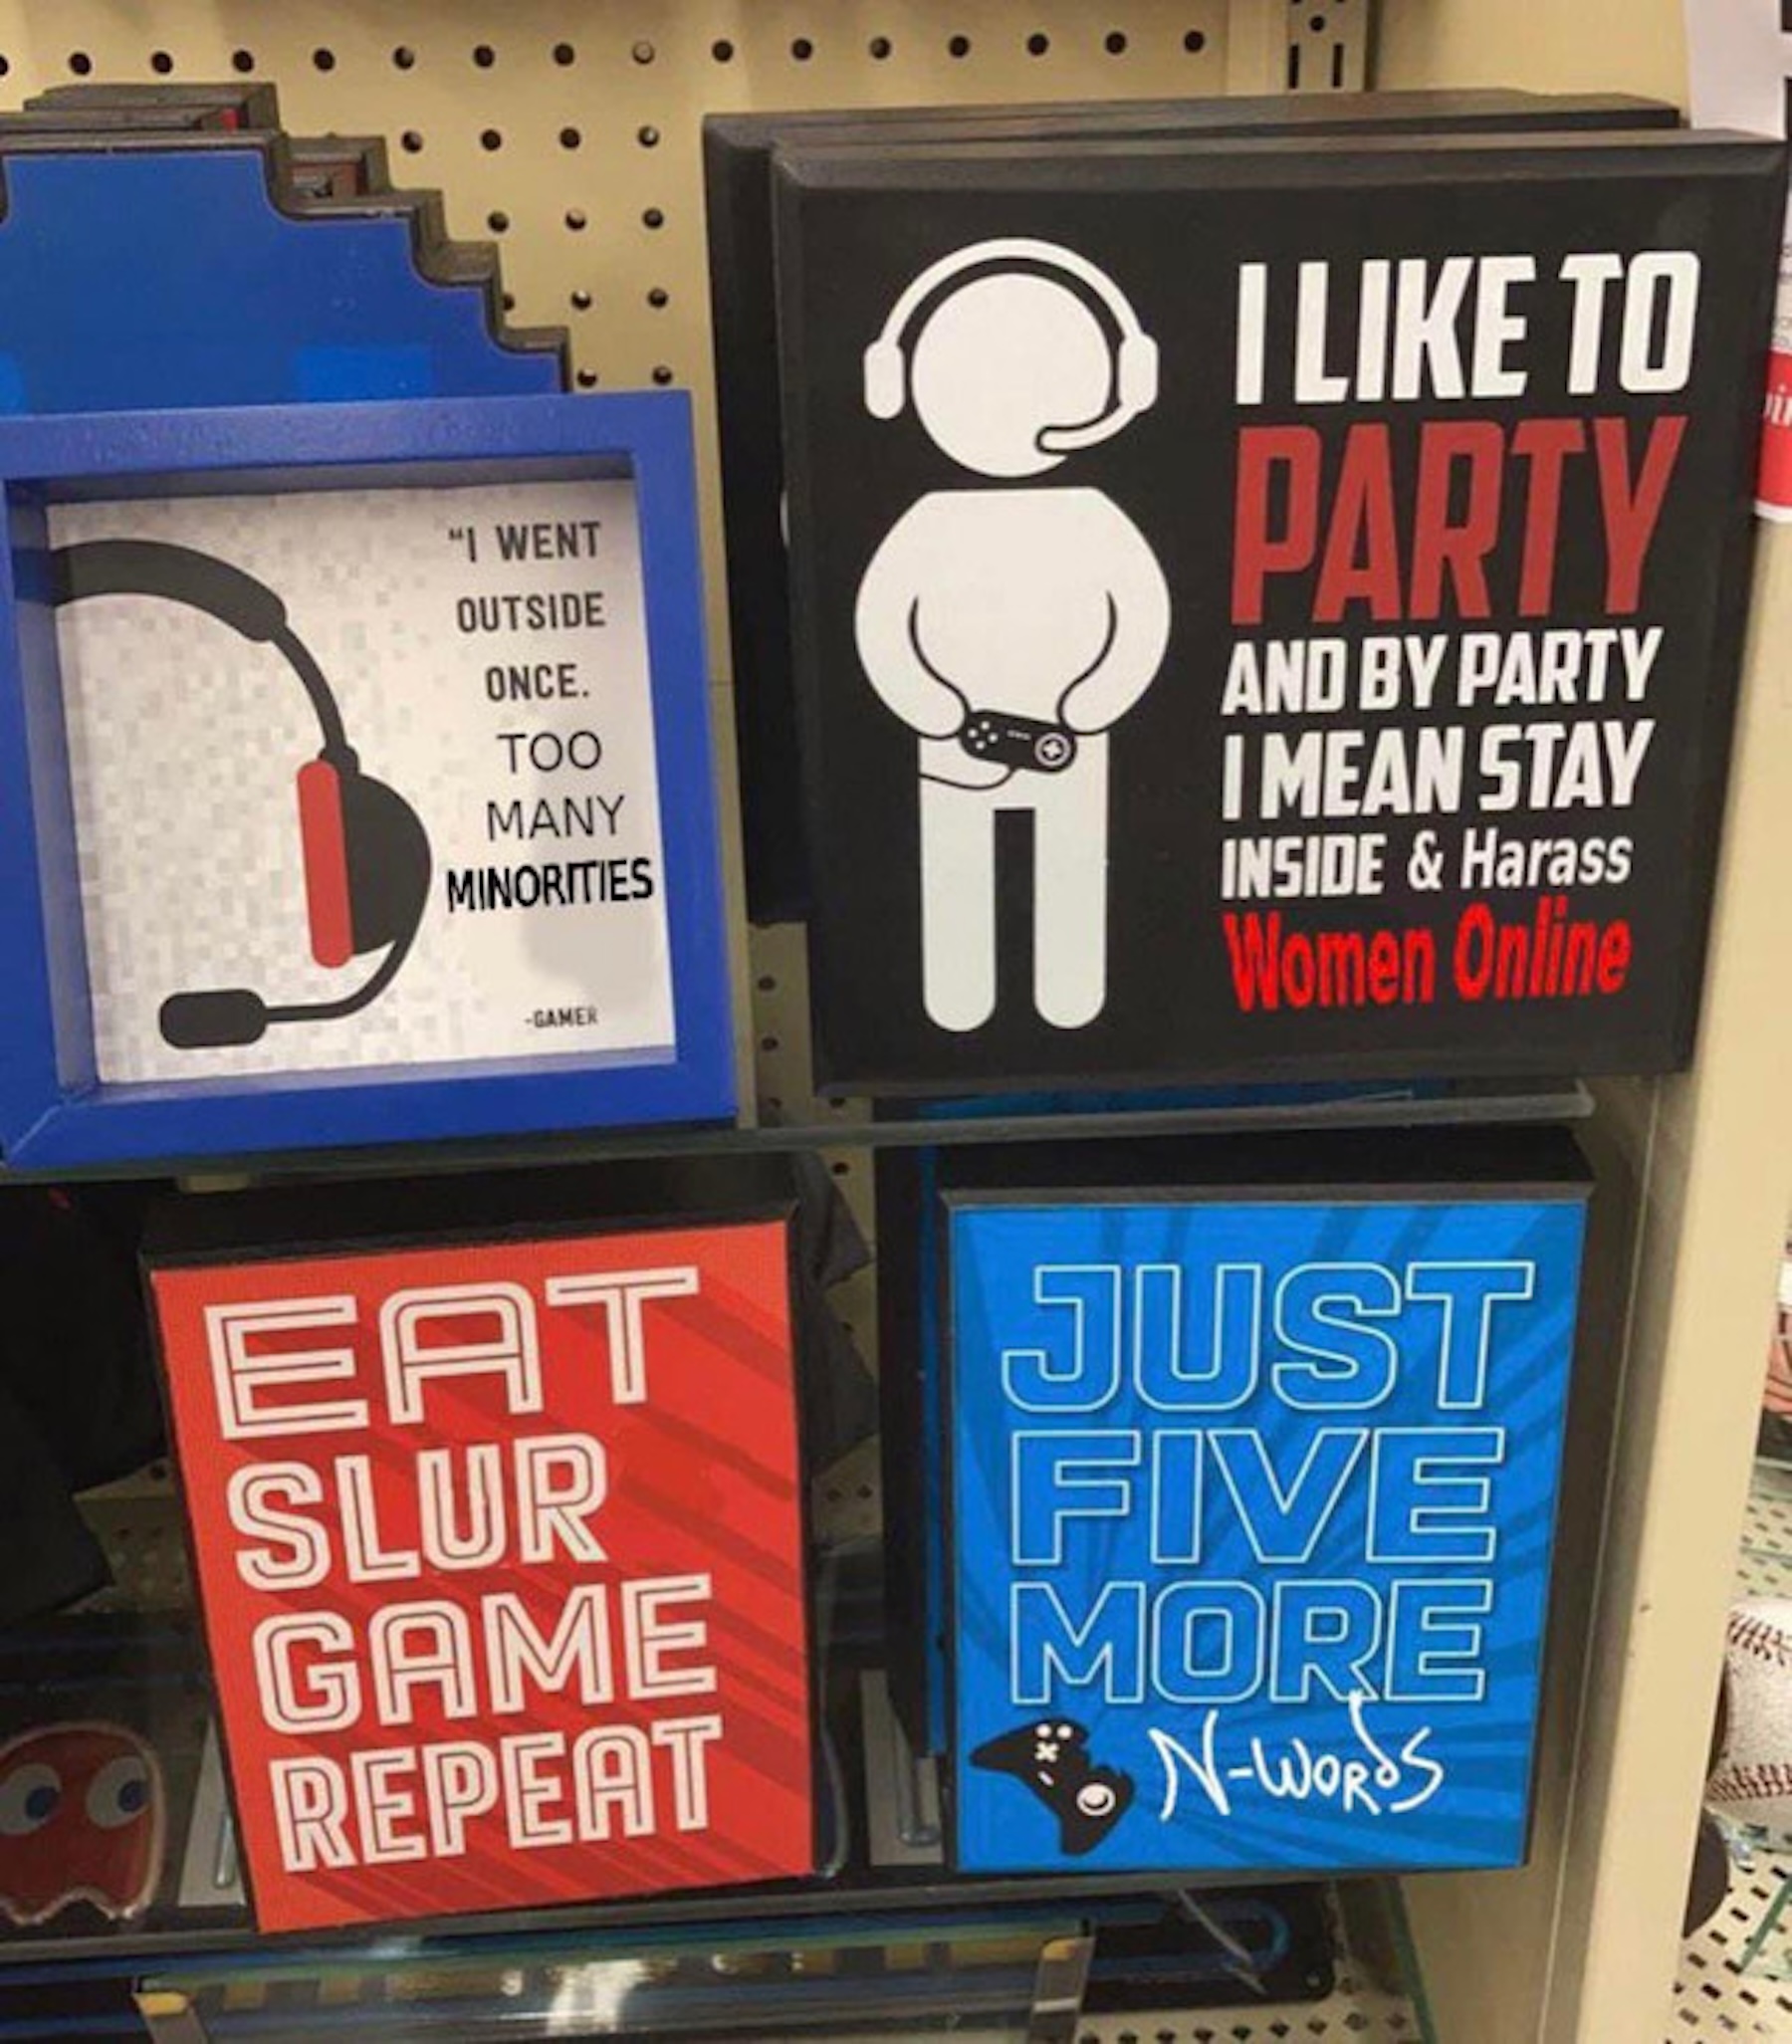 "I WENT
OUTSIDE
ONCE.
TOO
MANY
MINORITIES
-GAMER
I LIKE TO
PARTY
AND BY PARTY
I MEAN STAY
INSIDE & Harass
Women Online
EAT
SLUR
GAME
REPEAT
JUST
FIVE
MORE
N-WORDS